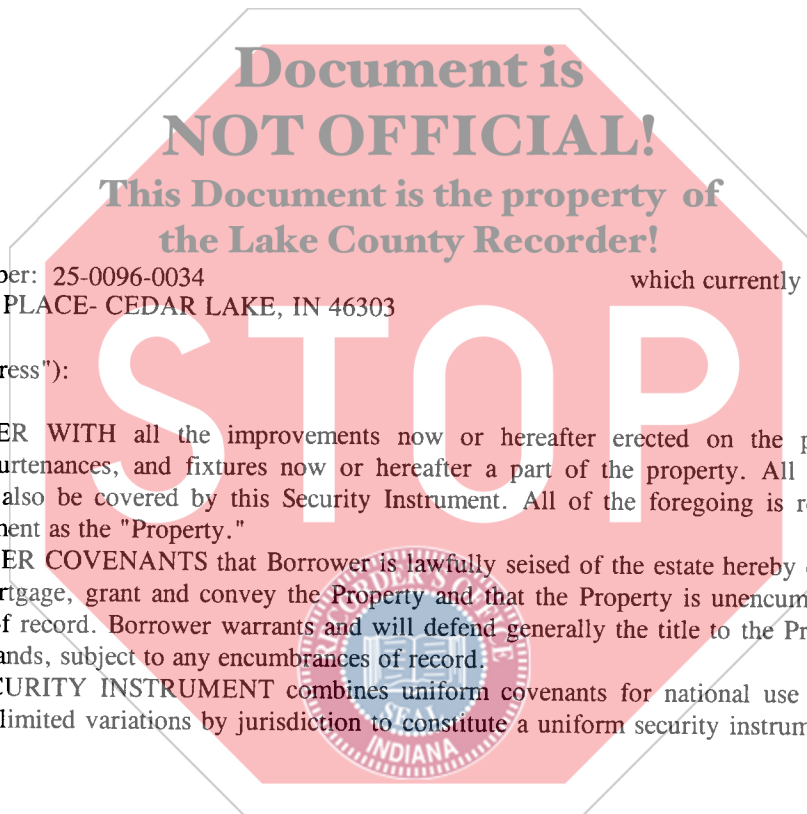 Document is
NOT OFFICIAL!
This Document is the property of
the Lake County Recorder!
ber: 25-0096-0034 which currently
PLACE- CEDAR LAKE, IN 46303
ress"):
STOP
ER WITH all the improvements now or hereafter erected on the p
urtenances, and fixtures now or hereafter a part of the property. All
also be covered by this Security Instrument. All of the foregoing is r
ent as the "Property."
ER COVENANTS that Borrower is lawfully seised of the estate hereby
rtgage, grant and convey the Property and that the Property is unencum
f record. Borrower warrants and will defend generally the title to the Pr
ands, subject to any encumbrances of record.
CURITY INSTRUMENT combines uniform covenants for national use
limited variations by jurisdiction to constitute a uniform security instrum
RECORDER'S OFFICE
SEAL
INDIANA